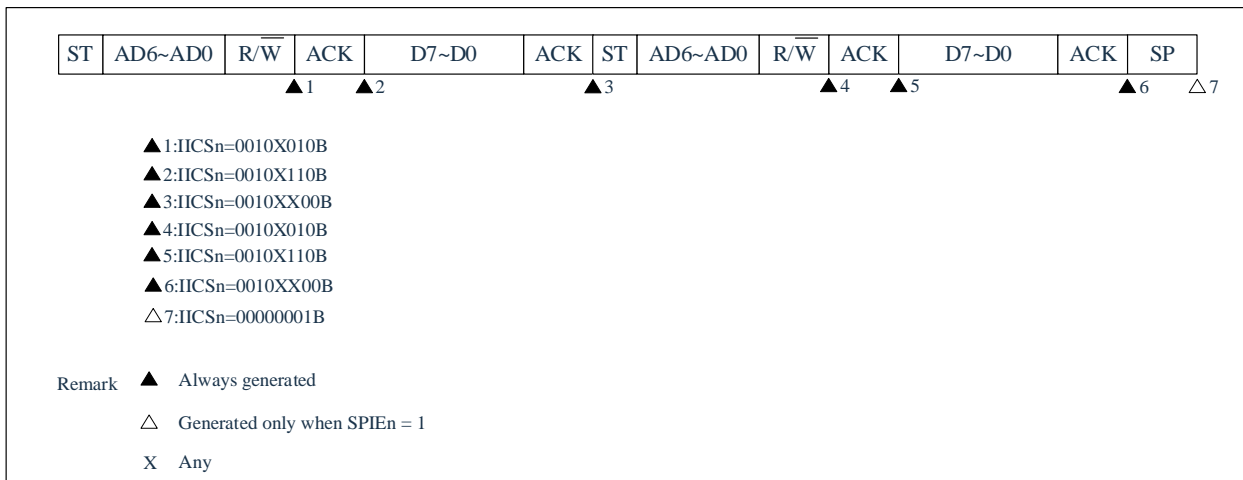 ST AD6~AD0 R/W̅ ACK D7~D0 ACK ST AD6~AD0 R/W̅ ACK D7~D0 ACK SP
▲1 ▲2 ▲3 ▲4 ▲5 ▲6 △7
▲1:IICSn=0010X010B
▲2:IICSn=0010X110B
▲3:IICSn=0010XX00B
▲4:IICSn=0010X010B
▲5:IICSn=0010X110B
▲6:IICSn=0010XX00B
△7:IICSn=00000001B
Remark ▲ Always generated
△ Generated only when SPIEn = 1
X Any